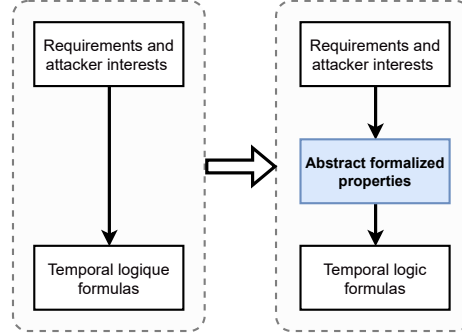 Requirements and
attacker interests
Temporal logique
formulas
Requirements and
attacker interests
Abstract formalized
properties
Temporal logic
formulas